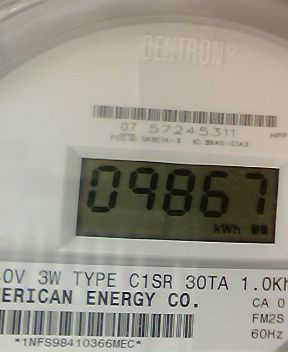 CENTRON®
07 57245311
09867
kWh
0V 3W TYPE C1SR 30TA 1.0Kh
ERICAN ENERGY CO.
CA 0
FM2S
60Hz
*1NFS98410366MEC*